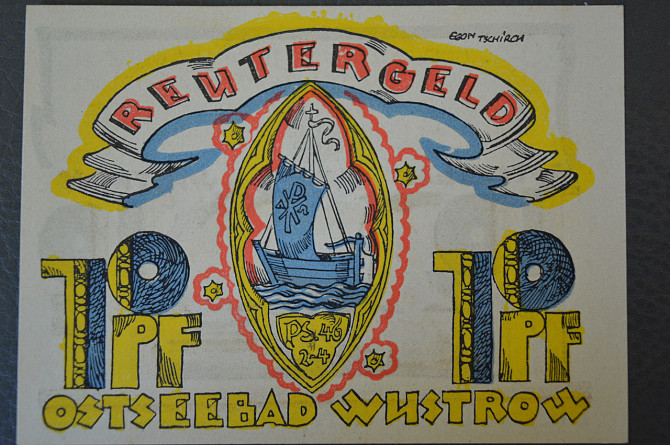 EGON TSCHIRCH
REUTERGELD
10 PF
10 PF
PS. 46
2-4
OSTSEEBAD WUSTROW